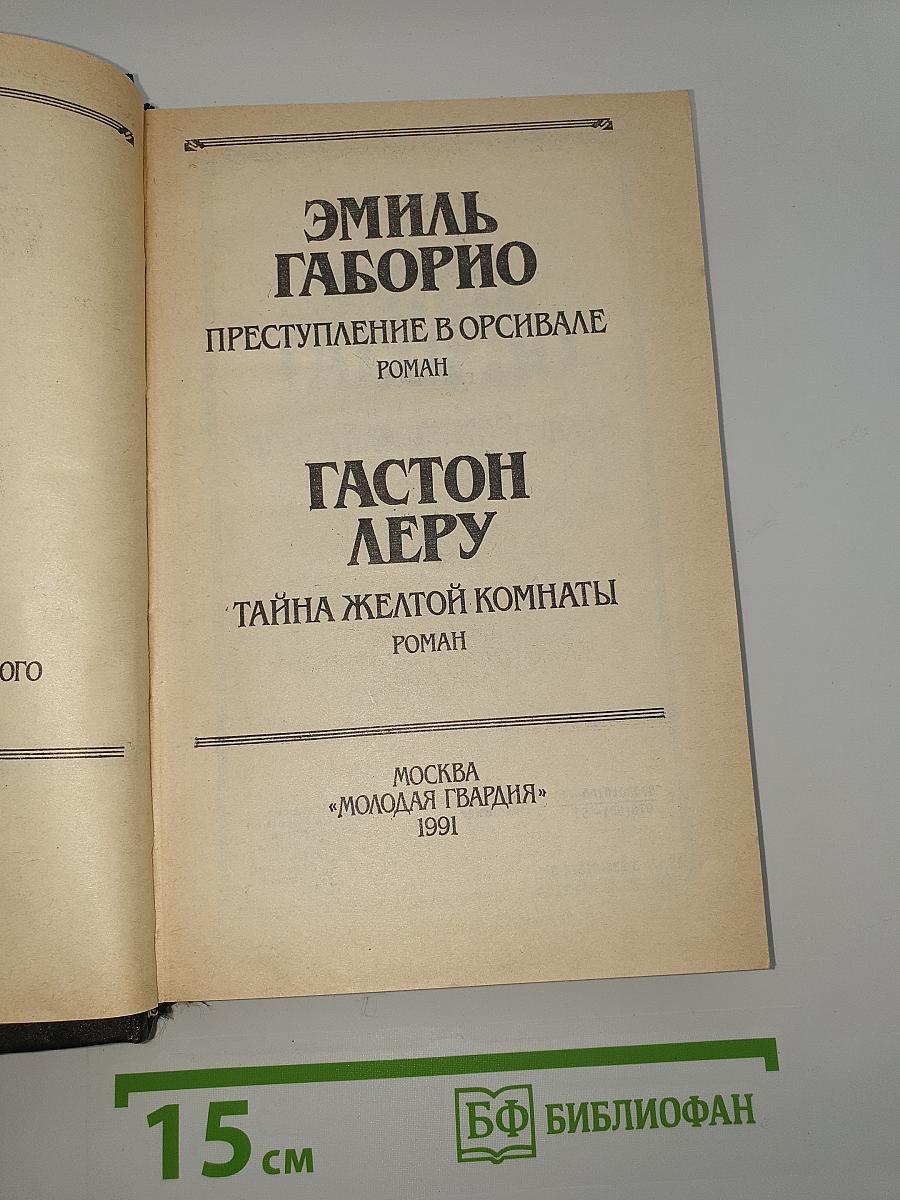 ЭМИЛЬ
ГАБОРИО
ПРЕСТУПЛЕНИЕ В ОРСИВАЛЕ
РОМАН
ГАСТОН
ЛЕРУ
ТАЙНА ЖЕЛТОЙ КОМНАТЫ
РОМАН
МОСКВА
«МОЛОДАЯ ГВАРДИЯ»
1991
ОГО
15 см
БФ БИБЛИОФАН